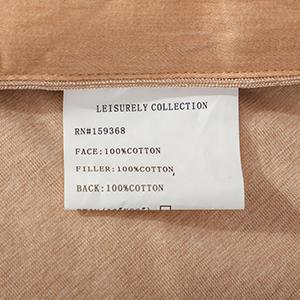 LEISURELY COLLECTION
RN#159368
FACE:100%COTTON
FILLER:100%COTTON
BACK:100%COTTON